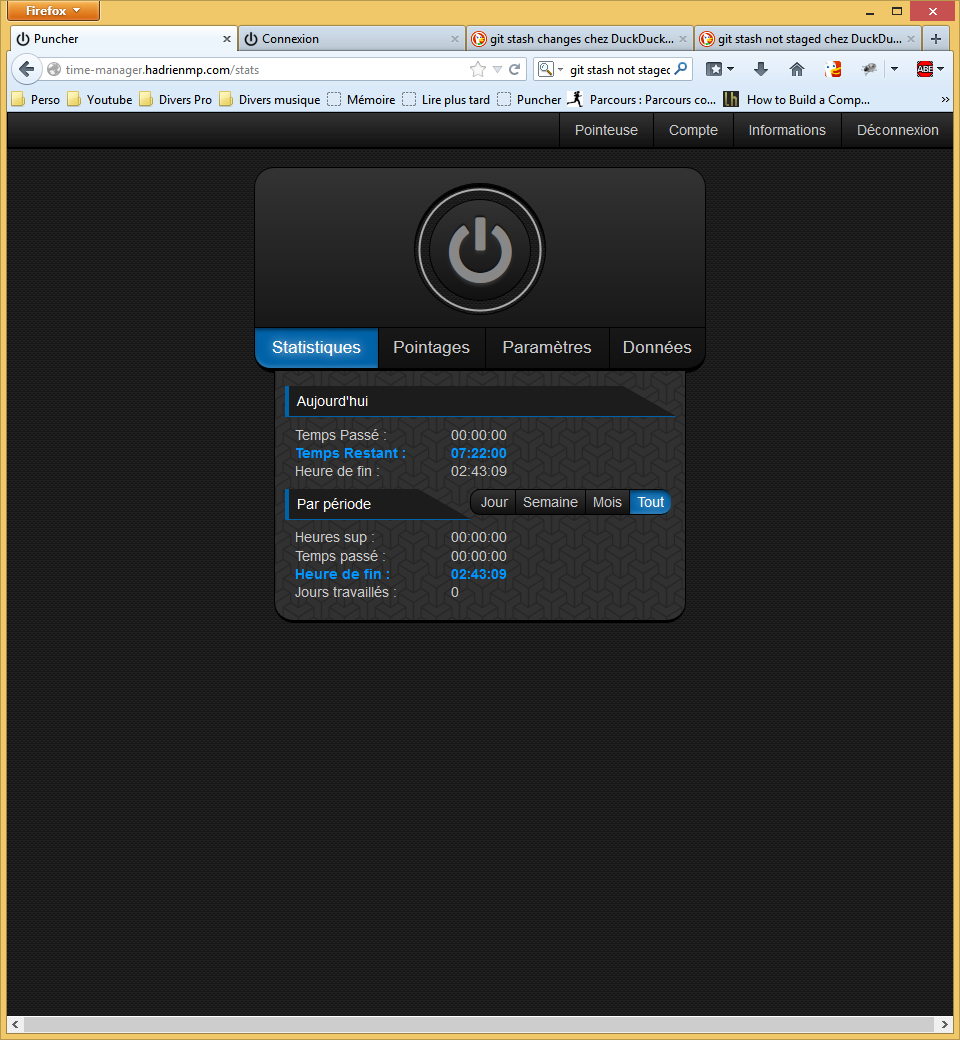 Firefox
Puncher
Connexion
git stash changes chez DuckDuck...
git stash not staged chez DuckDu...
time-manager.hadrienmp.com/stats
git stash not staged
ABE
Perso
Youtube
Divers Pro
Divers musique
Mémoire
Lire plus tard
Puncher
Parcours : Parcours co...
lh
How to Build a Comp...
Pointeuse
Compte
Informations
Déconnexion
Statistiques
Pointages
Paramètres
Données
Aujourd'hui
Temps Passé : 00:00:00
Temps Restant : 07:22:00
Heure de fin : 02:43:09
Par période
Jour
Semaine
Mois
Tout
Heures sup : 00:00:00
Temps passé : 00:00:00
Heure de fin : 02:43:09
Jours travaillés : 0